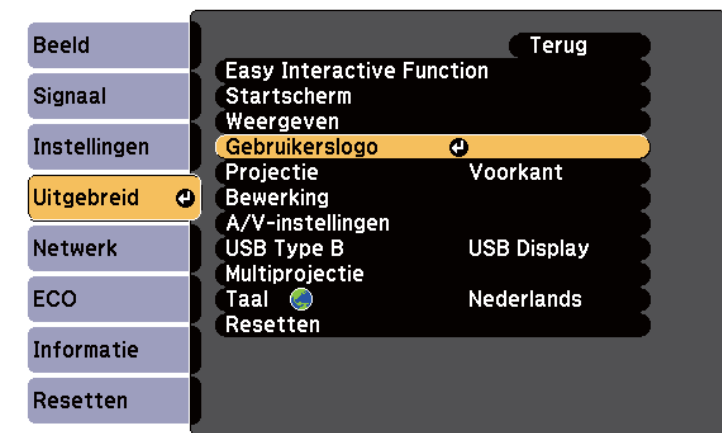 Beeld
Signaal
Instellingen
Uitgebreid
Netwerk
ECO
Informatie
Resetten
Terug
Easy Interactive Function
Startscherm
Weergeven
Gebruikerslogo
Projectie Voorkant
Bewerking
A/V-instellingen
USB Type B USB Display
Multiprojectie
Taal Nederlands
Resetten